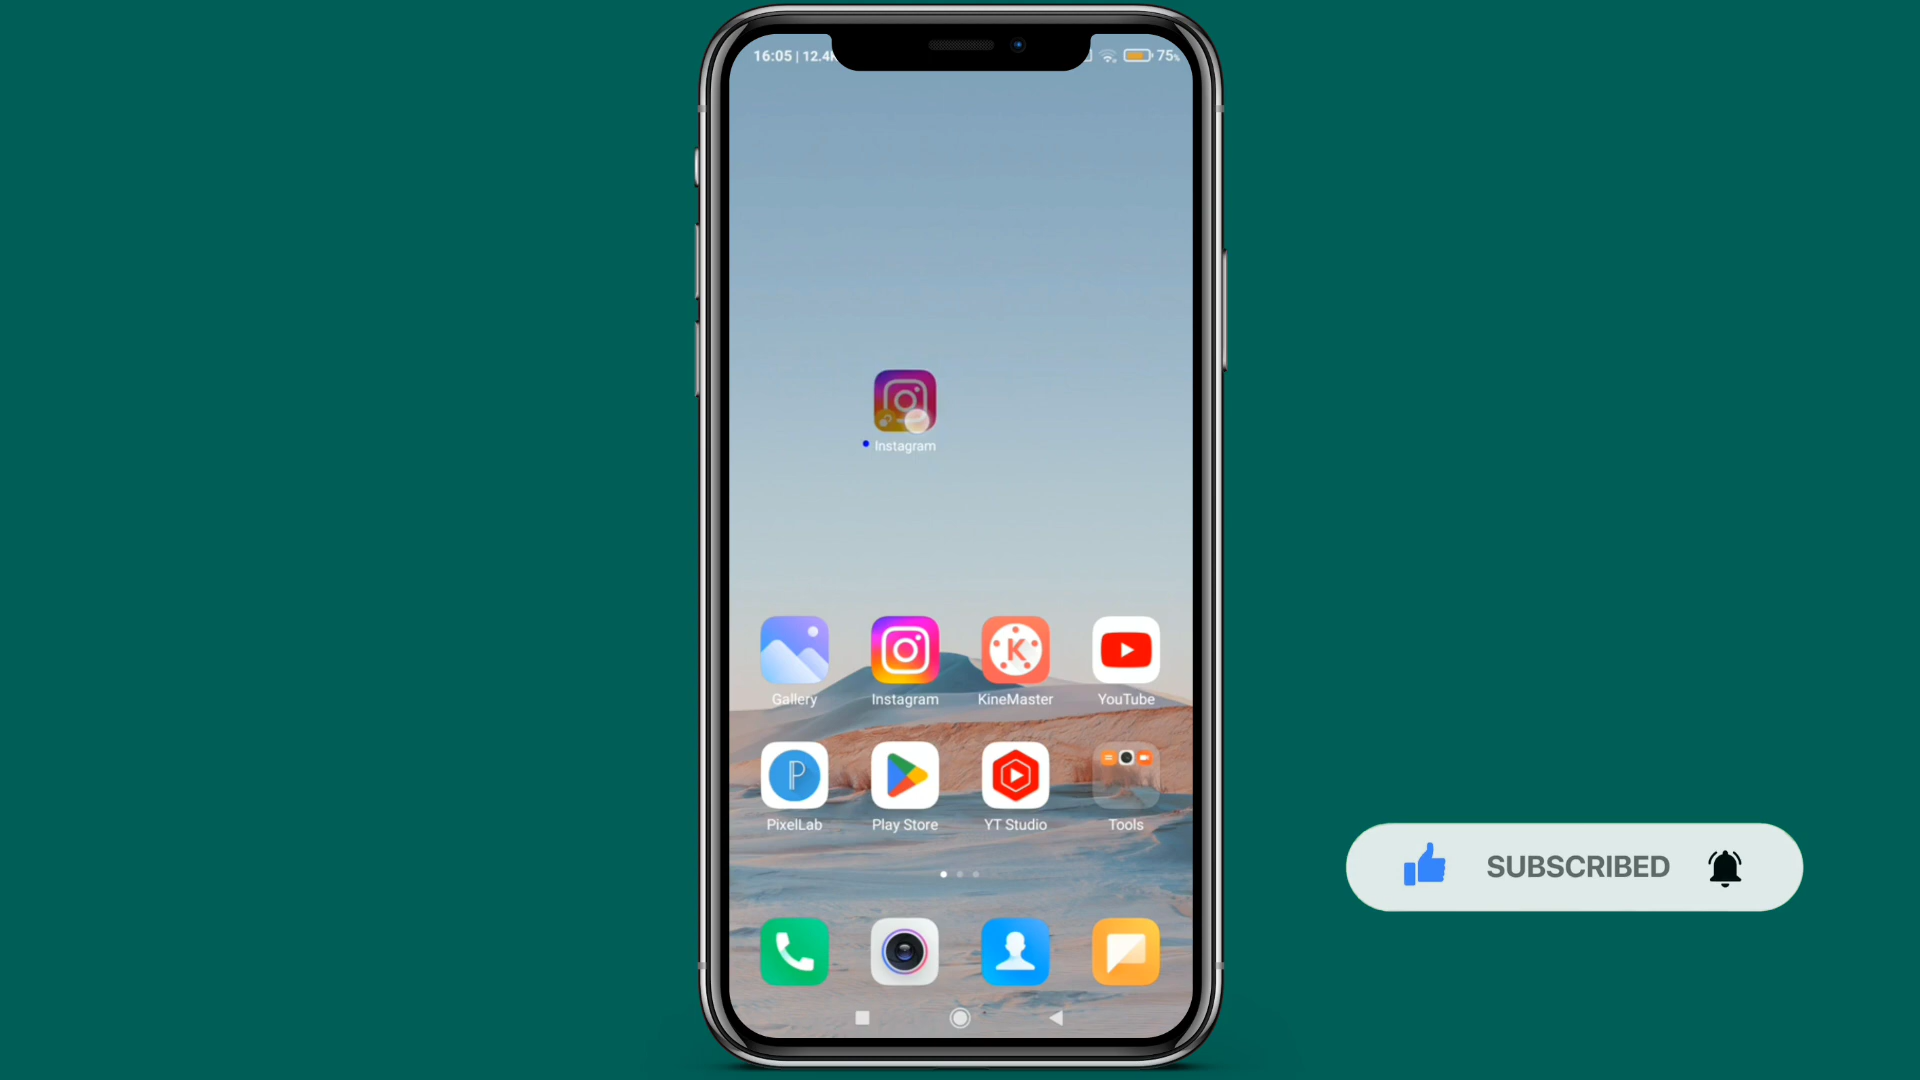 16:05 | 12.4K
75%
Instagram
Gallery
Instagram
KineMaster
YouTube
PixelLab
Play Store
YT Studio
Tools
SUBSCRIBED